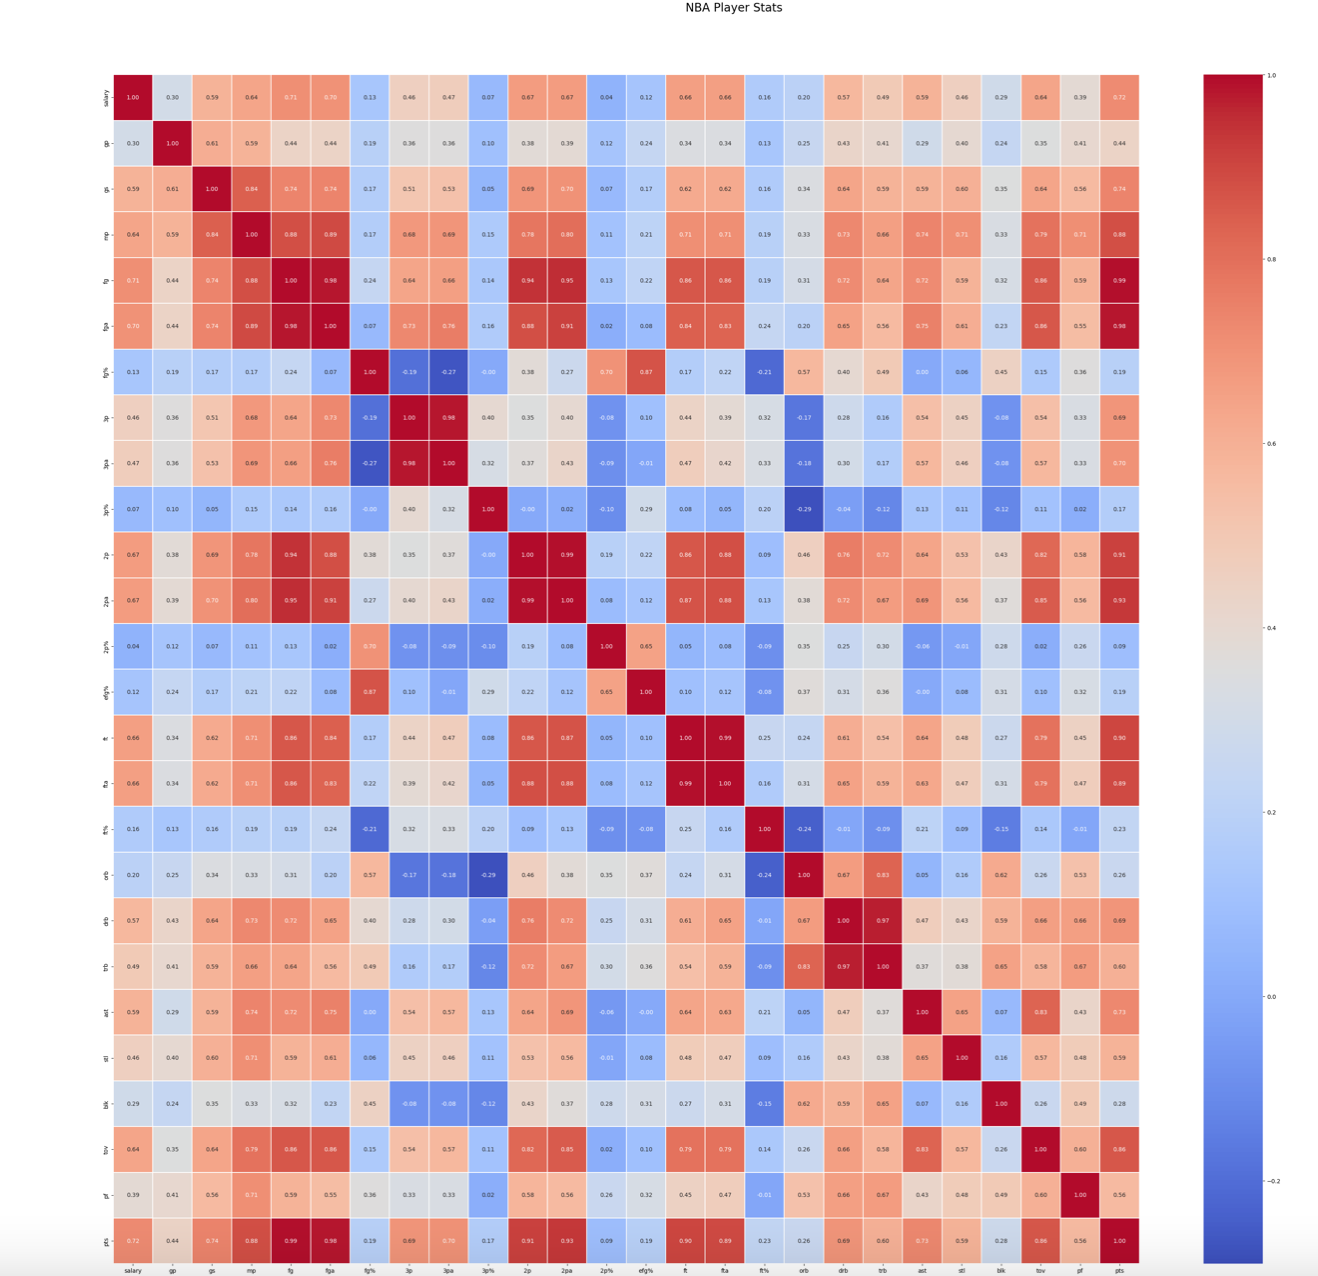 NBA Player Stats
salary 1.00 0.30 0.59 0.64 0.71 0.70 0.13 0.46 0.47 0.07 0.67 0.67 0.04 0.12 0.66 0.66 0.16 0.20 0.57 0.49 0.59 0.46 0.29 0.64 0.39 0.72
gp 0.30 1.00 0.61 0.59 0.44 0.44 0.19 0.36 0.36 0.10 0.38 0.39 0.12 0.24 0.34 0.34 0.13 0.25 0.43 0.41 0.29 0.40 0.24 0.35 0.41 0.44
gs 0.59 0.61 1.00 0.84 0.74 0.74 0.17 0.51 0.53 0.05 0.69 0.70 0.07 0.17 0.62 0.62 0.16 0.34 0.64 0.59 0.59 0.60 0.35 0.64 0.56 0.74
mp 0.64 0.59 0.84 1.00 0.88 0.89 0.17 0.68 0.69 0.15 0.78 0.80 0.11 0.21 0.71 0.71 0.19 0.33 0.73 0.66 0.74 0.71 0.33 0.79 0.71 0.88
fg 0.71 0.44 0.74 0.88 1.00 0.98 0.24 0.64 0.66 0.14 0.94 0.95 0.13 0.22 0.86 0.86 0.19 0.31 0.72 0.64 0.72 0.59 0.32 0.86 0.59 0.99
fga 0.70 0.44 0.74 0.89 0.98 1.00 0.07 0.73 0.76 0.16 0.88 0.91 0.02 0.08 0.84 0.83 0.24 0.20 0.65 0.56 0.75 0.61 0.23 0.86 0.55 0.98
fg% 0.13 0.19 0.17 0.17 0.24 0.07 1.00 -0.19 -0.27 -0.00 0.38 0.27 0.70 0.87 0.17 0.22 -0.21 0.57 0.40 0.49 0.00 0.06 0.45 0.15 0.36 0.19
3p 0.46 0.36 0.51 0.68 0.64 0.73 -0.19 1.00 0.98 0.40 0.35 0.40 -0.08 0.10 0.44 0.39 0.32 -0.17 0.28 0.16 0.54 0.45 -0.08 0.54 0.33 0.69
3pa 0.47 0.36 0.53 0.69 0.66 0.76 -0.27 0.98 1.00 0.32 0.37 0.43 -0.09 -0.01 0.47 0.42 0.33 -0.18 0.30 0.17 0.57 0.46 -0.08 0.57 0.33 0.70
3p% 0.07 0.10 0.05 0.15 0.14 0.16 -0.00 0.40 0.32 1.00 -0.00 0.02 -0.10 0.29 0.08 0.05 0.20 -0.29 -0.04 -0.12 0.13 0.11 -0.12 0.11 0.02 0.17
2p 0.67 0.38 0.69 0.78 0.94 0.88 0.38 0.35 0.37 -0.00 1.00 0.99 0.19 0.22 0.86 0.88 0.09 0.46 0.76 0.72 0.64 0.53 0.43 0.82 0.58 0.91
2pa 0.67 0.39 0.70 0.80 0.95 0.91 0.27 0.40 0.43 0.02 0.99 1.00 0.08 0.12 0.87 0.88 0.13 0.38 0.72 0.67 0.69 0.56 0.37 0.85 0.56 0.93
2p% 0.04 0.12 0.07 0.11 0.13 0.02 0.70 -0.08 -0.09 -0.10 0.19 0.08 1.00 0.65 0.05 0.08 -0.09 0.35 0.25 0.30 -0.06 -0.01 0.28 0.02 0.26 0.09
efg% 0.12 0.24 0.17 0.21 0.22 0.08 0.87 0.10 -0.01 0.29 0.22 0.12 0.65 1.00 0.10 0.12 -0.08 0.37 0.31 0.36 -0.00 0.08 0.31 0.10 0.32 0.19
ft 0.66 0.34 0.62 0.71 0.86 0.84 0.17 0.44 0.47 0.08 0.86 0.87 0.05 0.10 1.00 0.99 0.25 0.24 0.61 0.54 0.64 0.48 0.27 0.79 0.45 0.90
fta 0.66 0.34 0.62 0.71 0.86 0.83 0.22 0.39 0.42 0.05 0.88 0.88 0.08 0.12 0.99 1.00 0.16 0.31 0.65 0.59 0.63 0.47 0.31 0.79 0.47 0.89
ft% 0.16 0.13 0.16 0.19 0.19 0.24 -0.21 0.32 0.33 0.20 0.09 0.13 -0.09 -0.08 0.25 0.16 1.00 -0.24 -0.01 -0.09 0.21 0.09 -0.15 0.14 -0.01 0.23
orb 0.20 0.25 0.34 0.33 0.31 0.20 0.57 -0.17 -0.18 -0.29 0.46 0.38 0.35 0.37 0.24 0.31 -0.24 1.00 0.67 0.83 0.05 0.16 0.62 0.26 0.53 0.26
drb 0.57 0.43 0.64 0.73 0.72 0.65 0.40 0.28 0.30 -0.04 0.76 0.72 0.25 0.31 0.61 0.65 -0.01 0.67 1.00 0.97 0.47 0.43 0.59 0.66 0.66 0.69
trb 0.49 0.41 0.59 0.66 0.64 0.56 0.49 0.16 0.17 -0.12 0.72 0.67 0.30 0.36 0.54 0.59 -0.09 0.83 0.97 1.00 0.37 0.38 0.65 0.58 0.67 0.60
ast 0.59 0.29 0.59 0.74 0.72 0.75 0.00 0.54 0.57 0.13 0.64 0.69 -0.06 -0.00 0.64 0.63 0.21 0.05 0.47 0.37 1.00 0.65 0.07 0.83 0.43 0.73
stl 0.46 0.40 0.60 0.71 0.59 0.61 0.06 0.45 0.46 0.11 0.53 0.56 -0.01 0.08 0.48 0.47 0.09 0.16 0.43 0.38 0.65 1.00 0.16 0.57 0.48 0.59
blk 0.29 0.24 0.35 0.33 0.32 0.23 0.45 -0.08 -0.08 -0.12 0.43 0.37 0.28 0.31 0.27 0.31 -0.15 0.62 0.59 0.65 0.07 0.16 1.00 0.26 0.49 0.28
tov 0.64 0.35 0.64 0.79 0.86 0.86 0.15 0.54 0.57 0.11 0.82 0.85 0.02 0.10 0.79 0.79 0.14 0.26 0.66 0.58 0.83 0.57 0.26 1.00 0.60 0.86
pf 0.39 0.41 0.56 0.71 0.59 0.55 0.36 0.33 0.33 0.02 0.58 0.56 0.26 0.32 0.45 0.47 -0.01 0.53 0.66 0.67 0.43 0.48 0.49 0.60 1.00 0.56
pts 0.72 0.44 0.74 0.88 0.99 0.98 0.19 0.69 0.70 0.17 0.91 0.93 0.09 0.19 0.90 0.89 0.23 0.26 0.69 0.60 0.73 0.59 0.28 0.86 0.56 1.00
salary gp gs mp fg fga fg% 3p 3pa 3p% 2p 2pa 2p% efg% ft fta ft% orb drb trb ast stl blk tov pf pts
1.0
0.8
0.6
0.4
0.2
0.0
−0.2